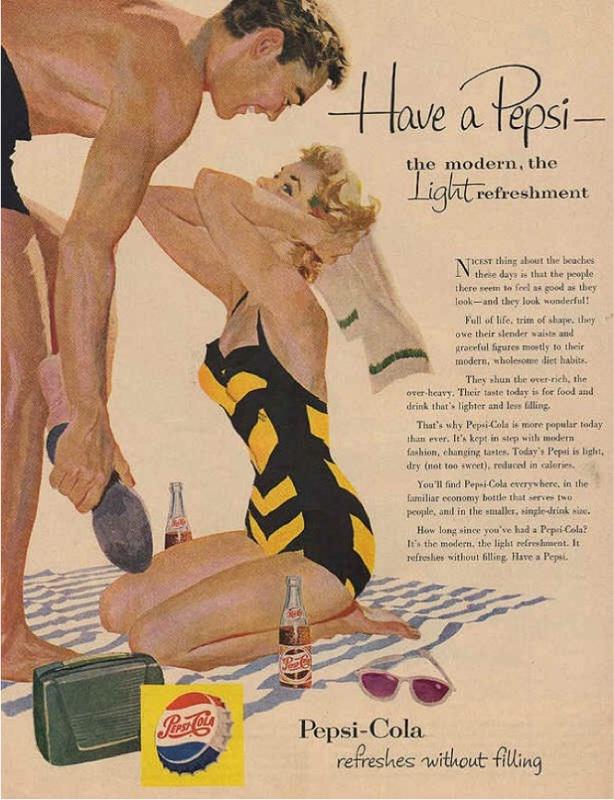 Have a Pepsi—
the modern, the
Light refreshment
NICEST thing about the beaches
these days is that the people
there seem to feel as good as they
look—and they look wonderful!
Full of life, trim of shape, they
owe their slender waists and
graceful figures mostly to their
modern, wholesome diet habits.
They shun the over-rich, the
over-heavy. Their taste today is for food and
drink that's lighter and less filling.
That's why Pepsi-Cola is more popular today
than ever. It's kept in step with modern
fashion, changing tastes. Today's Pepsi is light,
dry (not too sweet), reduced in calories.
You'll find Pepsi-Cola everywhere, in the
familiar economy bottle that serves two
people, and in the smaller, single-drink size.
How long since you've had a Pepsi-Cola?
It's the modern, the light refreshment. It
refreshes without filling. Have a Pepsi.
Pepsi-Cola
PEPSI-COLA
Pepsi-Cola
refreshes without filling